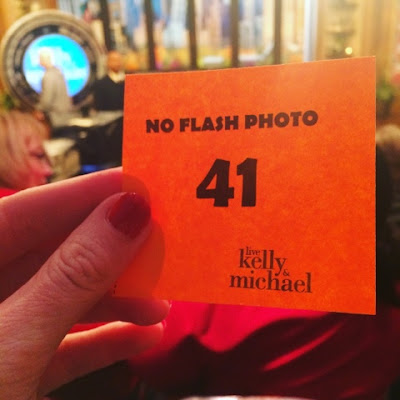 NO FLASH PHOTO
41
live
kelly
&
michael